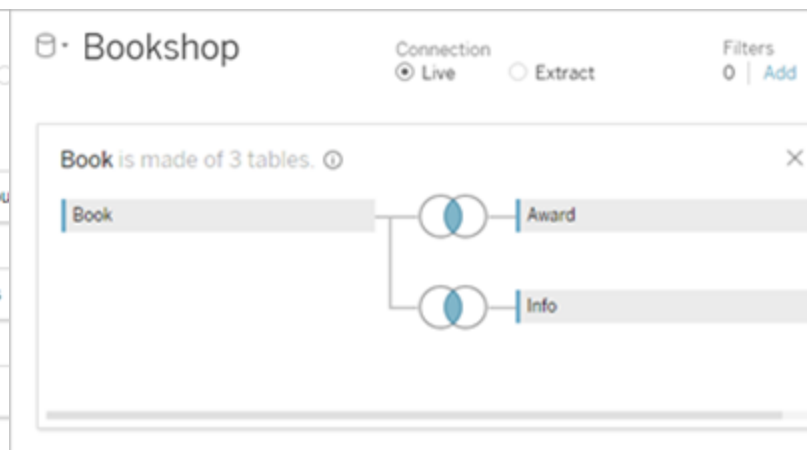 Bookshop
Connection
Live
Extract
Filters
0 | Add
Book is made of 3 tables.
Book
Award
Info